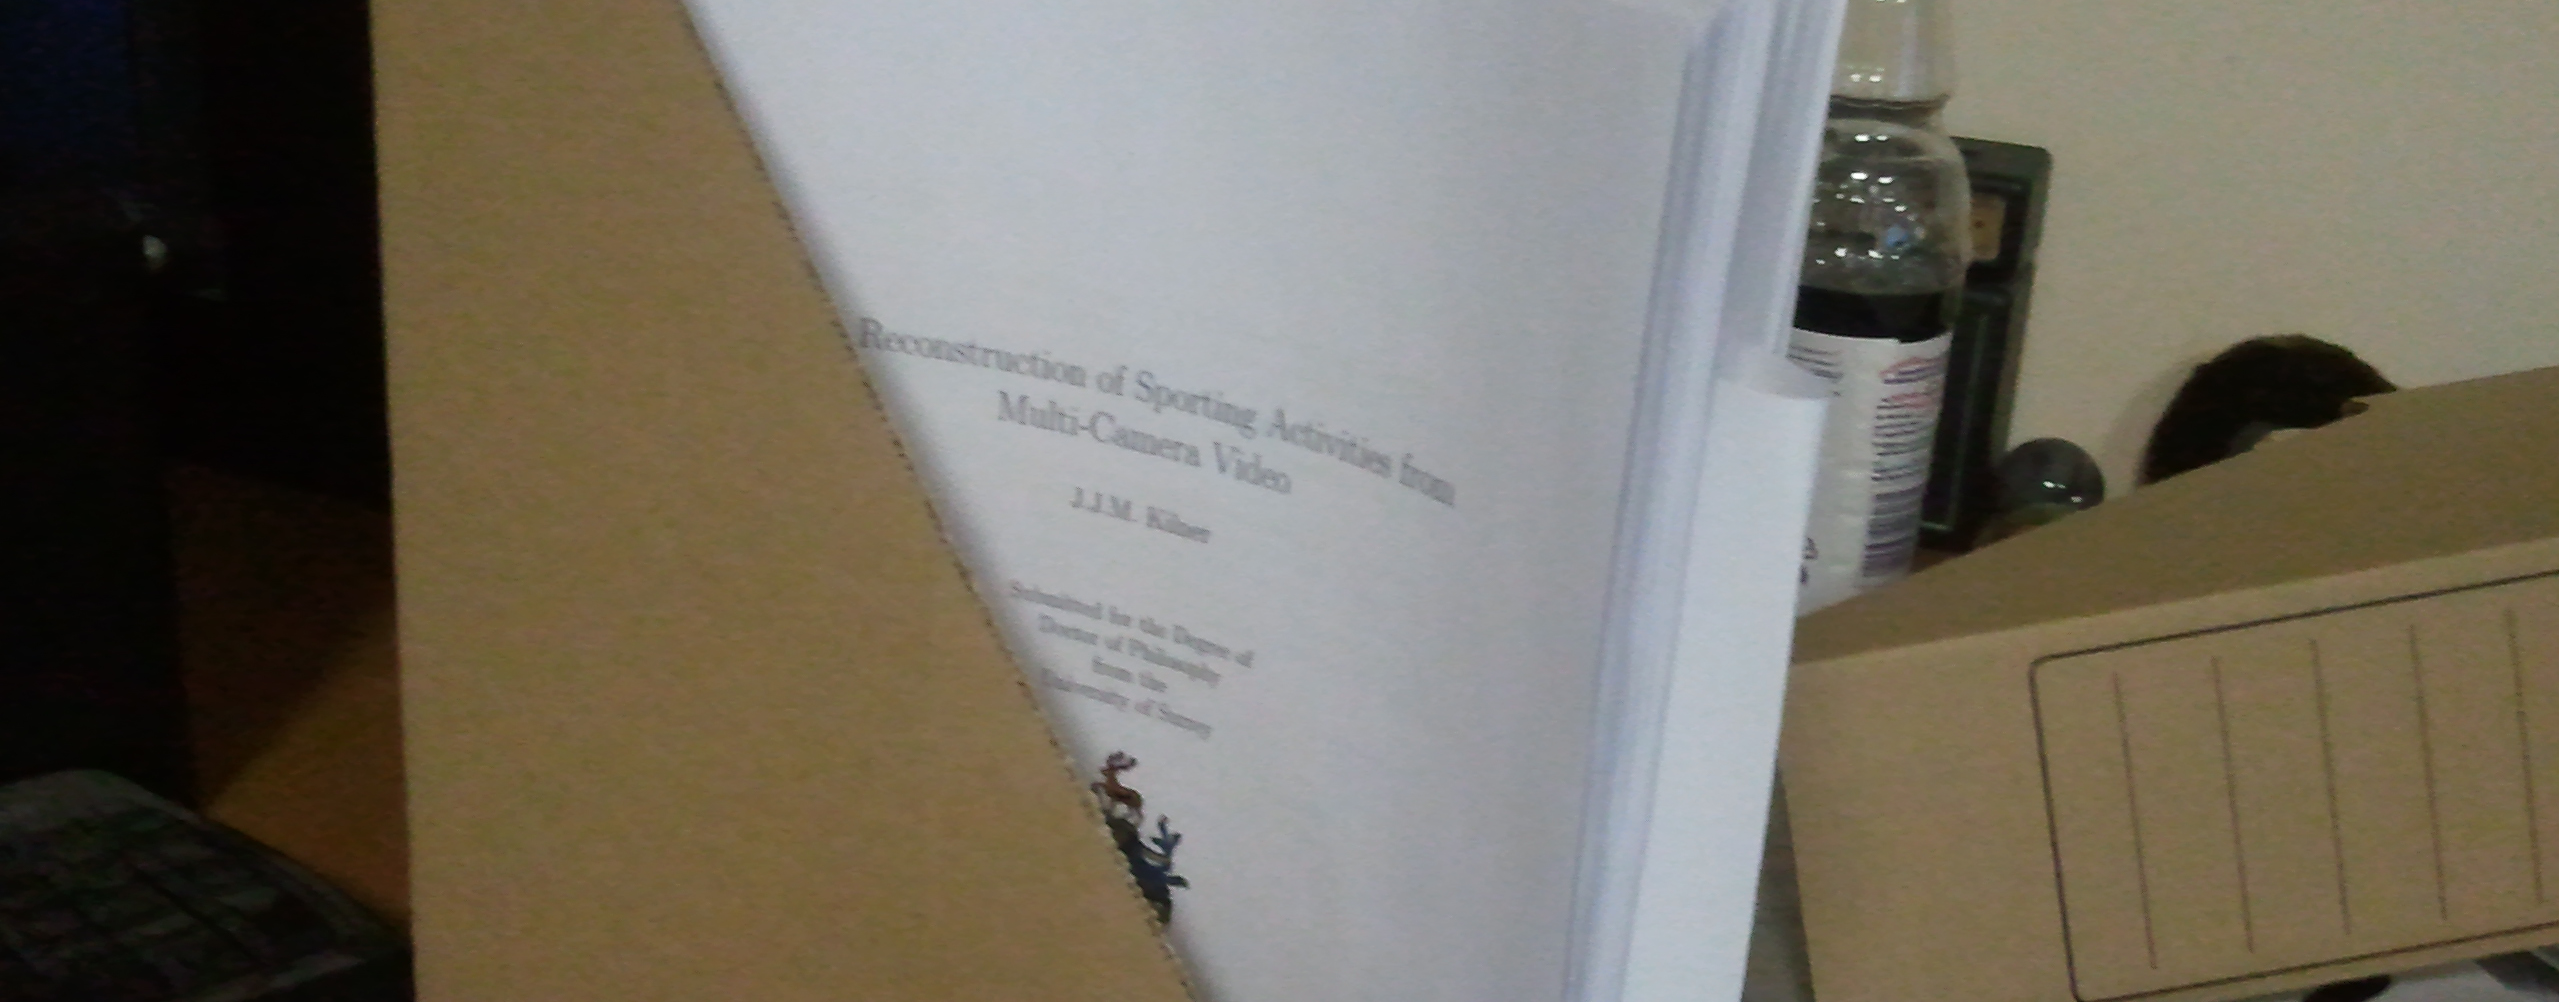 Reconstruction of Sporting Activities from
Multi-Camera Video
J.J.M. Kilner
Submitted for the Degree of
Doctor of Philosophy
from the
University of Surrey